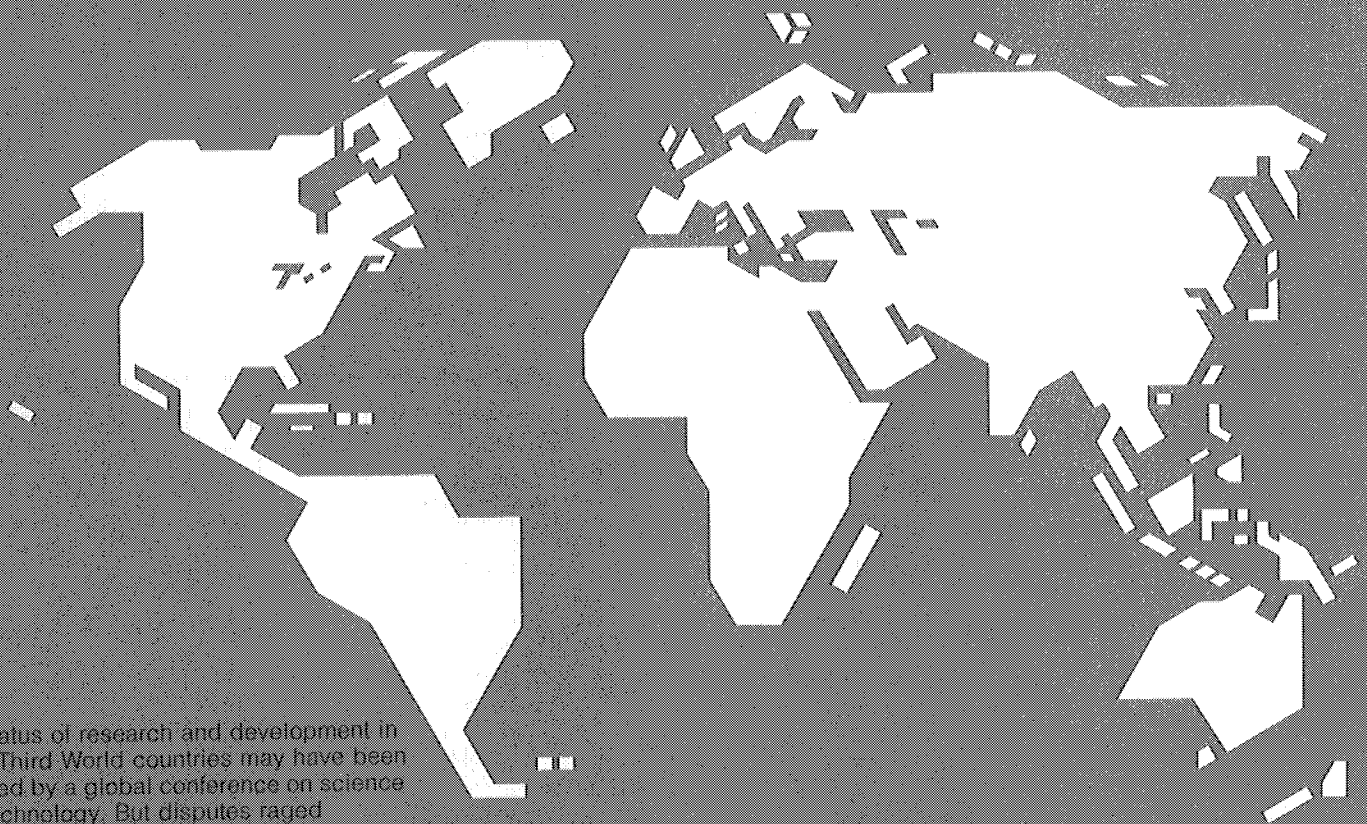 atus of research and development in
Third World countries may have been
ed by a global conference on science
chnology. But disputes raged